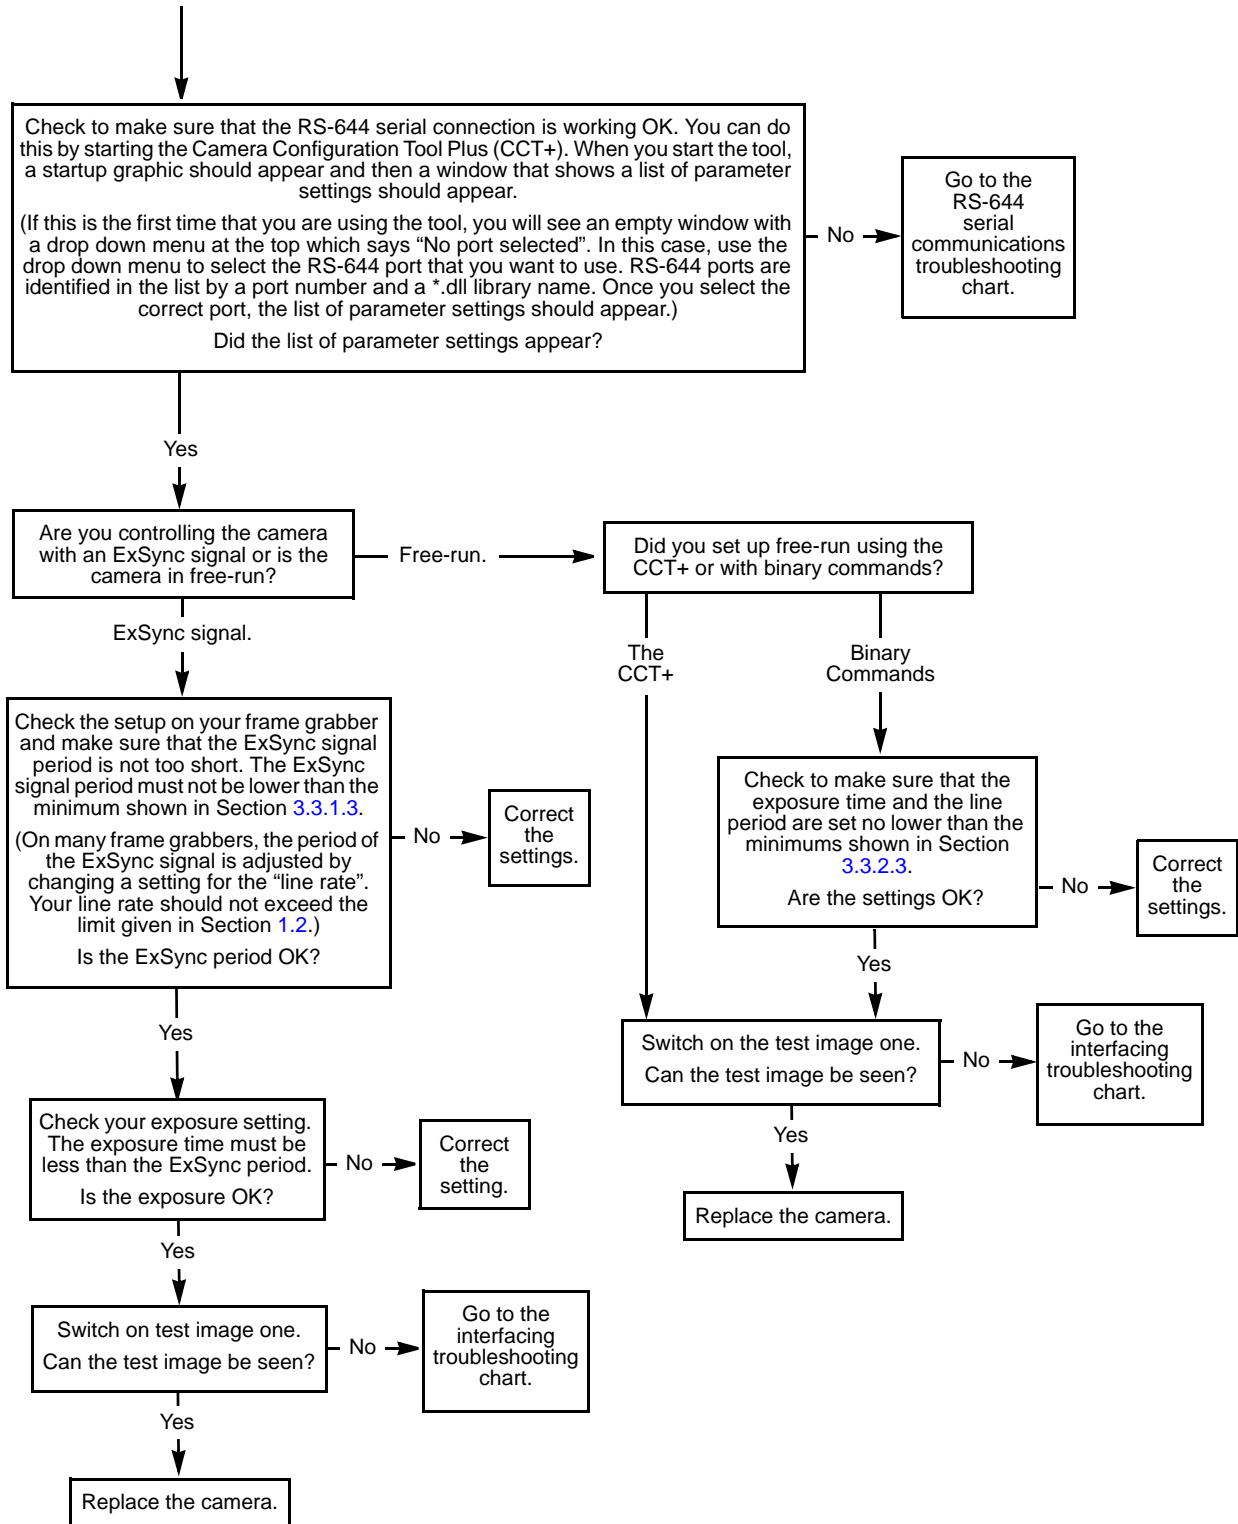 Check to make sure that the RS-644 serial connection is working OK. You can do
this by starting the Camera Configuration Tool Plus (CCT+). When you start the tool,
a startup graphic should appear and then a window that shows a list of parameter
settings should appear.
(If this is the first time that you are using the tool, you will see an empty window with
a drop down menu at the top which says “No port selected”. In this case, use the
drop down menu to select the RS-644 port that you want to use. RS-644 ports are
identified in the list by a port number and a *.dll library name. Once you select the
correct port, the list of parameter settings should appear.)
Did the list of parameter settings appear?
No
Go to the
RS-644
serial
communications
troubleshooting
chart.
Yes
Are you controlling the camera
with an ExSync signal or is the
camera in free-run?
Free-run.
Did you set up free-run using the
CCT+ or with binary commands?
ExSync signal.
The
CCT+
Binary
Commands
Check the setup on your frame grabber
and make sure that the ExSync signal
period is not too short. The ExSync
signal period must not be lower than the
minimum shown in Section 3.3.1.3.
(On many frame grabbers, the period of
the ExSync signal is adjusted by
changing a setting for the “line rate”.
Your line rate should not exceed the
limit given in Section 1.2.)
Is the ExSync period OK?
No
Correct
the
settings.
Check to make sure that the
exposure time and the line
period are set no lower than the
minimums shown in Section
3.3.2.3.
Are the settings OK?
No
Correct
the
settings.
Yes
Yes
Switch on the test image one.
Can the test image be seen?
No
Go to the
interfacing
troubleshooting
chart.
Yes
Replace the camera.
Check your exposure setting.
The exposure time must be
less than the ExSync period.
Is the exposure OK?
No
Correct
the
setting.
Yes
Switch on test image one.
Can the test image be seen?
No
Go to the
interfacing
troubleshooting
chart.
Yes
Replace the camera.